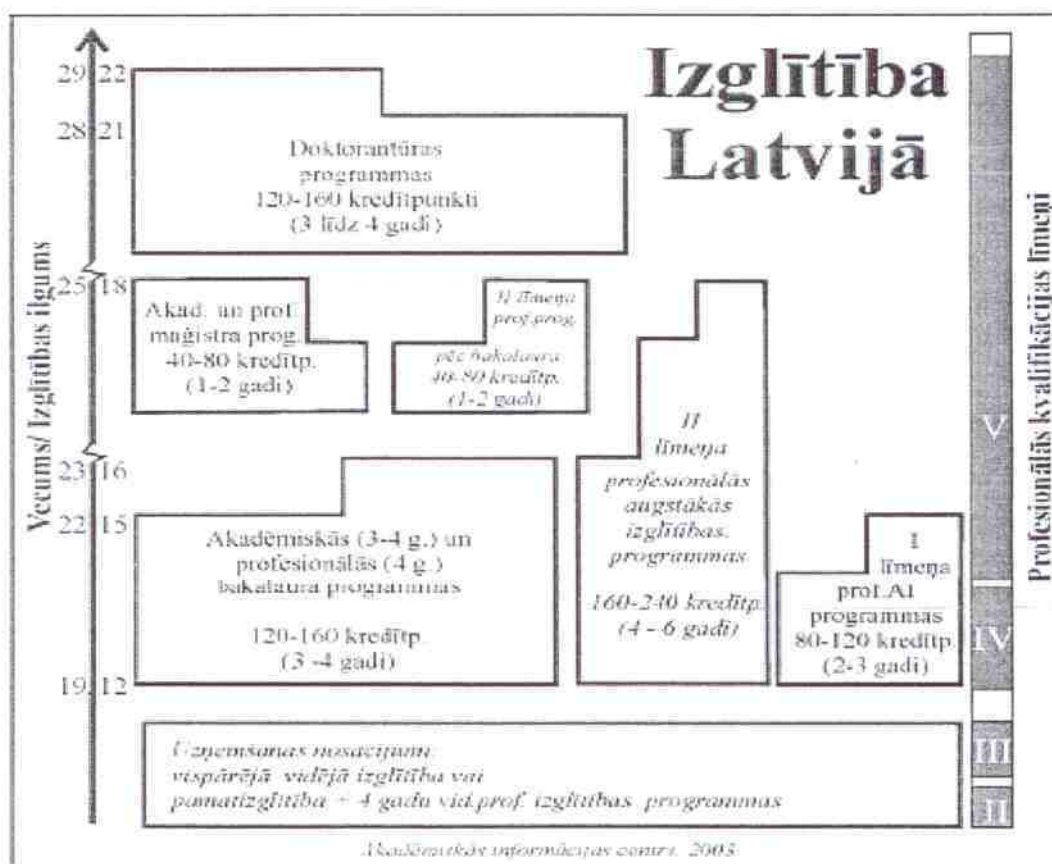 Izglītība
Latvijā
Vecums/ Izglītības ilgums
29 22
28 21
25 18
23 16
22 15
19 12
Doktorantūras
programmas
120-160 kredītpunkti
(3 līdz 4 gadi)
Akad. un prof.
maģistra prog.
40-80 kredītp.
(1-2 gadi)
II līmeņa
prof.prog.
pēc bakalaura
40-80 kredītp.
(1-2 gadi)
II
līmeņa
profesionālās
augstākās
izglītības.
programmas
160-240 kredītp.
(4 - 6 gadi)
Akadēmiskās (3-4 g.) un
profesionālās (4 g.)
bakalaura programmas
120-160 kredītp.
(3 -4 gadi)
I
līmeņa
prof.AI
programmas
80-120 kredītp.
(2-3 gadi)
Uzņemšanas nosacījumi:
vispārējā vidējā izglītība vai
pamatizglītība + 4 gadu vid.prof. izglītības programmas
V
IV
III
II
Profesionālās kvalifikācijas līmeņi
Akadēmiskās informācijas centrs, 2003